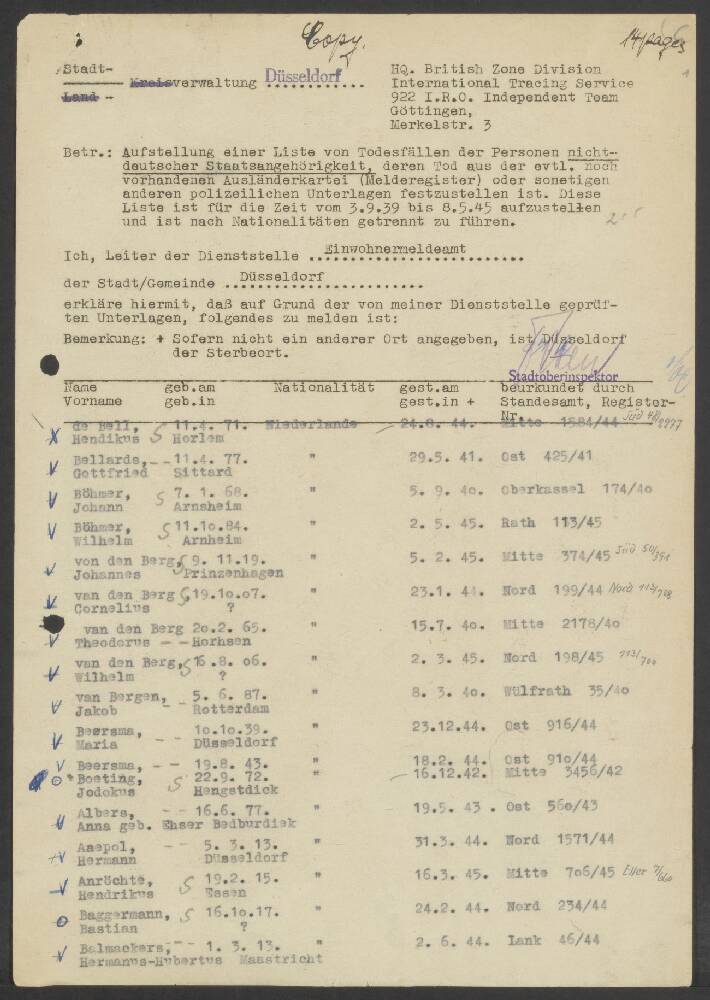 Copy. 14 pages
Stadt-
Kreisverwaltung Düsseldorf
Land -
HQ. British Zone Division
International Tracing Service
922 I.R.O. Independent Team
Göttingen,
Merkelstr. 3
Betr.: Aufstellung einer Liste von Todesfällen der Personen nicht-
deutscher Staatsangehörigkeit, deren Tod aus der evtl. noch
vorhandenen Ausländerkartei (Melderegister) oder sonstigen
anderen polizeilichen Unterlagen festzustellen ist. Diese
Liste ist für die Zeit vom 3.9.39 bis 8.5.45 aufzustellen
und ist nach Nationalitäten getrennt zu führen.
Ich, Leiter der Dienststelle Einwohnermeldeamt
der Stadt/Gemeinde Düsseldorf
erkläre hiermit, daß auf Grund der von meiner Dienststelle geprüf-
ten Unterlagen, folgendes zu melden ist:
Bemerkung: + Sofern nicht ein anderer Ort angegeben, ist Düsseldorf
der Sterbeort.
Stadtoberinspektor
Name geb.am Nationalität gest.am beurkundet durch
Vorname geb.in gest.in + Standesamt, Register-
Nr.
de Bell, S 11.4. 71. Niederlande 24.8. 44. Mitte 1584/44
Hendikus Horlem
Bellards, -- 11.4. 77. " 29.5. 41. Ost 425/41
Gottfried Sittard
Böhmer, S 7. 1. 68. " 5. 9. 4o. Oberkassel 174/4o
Johann Arnsheim
Böhmer, S 11.1o.84. " 2. 5. 45. Rath 113/45
Wilhelm Arnheim
von den Berg, S 9. 11.19. " 5. 2. 45. Mitte 374/45
Johannes Prinzenhagen
van den Berg S 19.1o.o7. " 23.1. 44. Nord 199/44
Cornelius ?
van den Berg 2o.2. 65. " 15.7. 4o. Mitte 2178/4o
Theodorus -- Horhsen
van den Berg, S 16.8. o6. " 2. 3. 45. Nord 198/45
Wilhelm ?
van Bergen, 5. 6. 87. " 8. 3. 4o. Wülfrath 35/4o
Jakob -- Rotterdam
Beersma, 1o.1o.39. " 23.12.44. Ost 916/44
Maria -- Düsseldorf
Beersma, -- 19.8. 43. " 18.2. 44. Ost 91o/44
Boeting, 22.9. 72. " 16.12.42. Mitte 3456/42
Jodokus S Hengstdick
Albers, -- 16.6. 77. " 19.5. 43 . Ost 56o/43
Anna geb. Ehser Bedburdiek
Asepol, -- 5. 3. 13. " 31.3. 44. Nord 1571/44
Hermann Düsseldorf
Anröchte, S 19.2. 15. " 16.3. 45. Mitte 7o6/45
Hendrikus Essen
Baggermann, S 16.1o.17. " 24.2. 44. Nord 234/44
Bastian ?
Balmackers, -- 1. 3. 13. " 2. 6. 44. Lank 46/44
Hermanus-Hubertus Maastricht